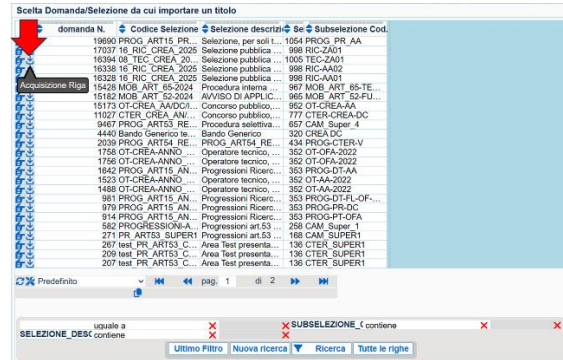 Scelta Domanda/Selezione da cui importare un titolo
domanda N. Codice Selezione Selezione descrizi Se Subselezione Cod.
19690 PROG_ART15_PR... Selezione, per soli t... 1054 PROG_PR_AA
17037 16_RIC_CREA_2025 Selezione pubblica ... 998 RIC-ZA01
16394 08_TEC_CREA_20... Selezione pubblica ... 1005 TEC-ZA01
16338 16_RIC_CREA_2025 Selezione pubblica ... 998 RIC-AA02
16328 16_RIC_CREA_2025 Selezione pubblica ... 998 RIC-AA01
Acquisizione Riga
15428 MOB_ART_65-2024 Procedura interna ... 967 MOB_ART_65-TE...
15182 MOB_ART_52-2024 AVVISO DI APPLIC... 965 MOB_ART_52-FU...
15173 OT-CREA-AA/DC/I... Concorso pubblico,... 952 OT-CREA-AA
11027 CTER_CREA_AN/... Concorso pubblico,... 777 CTER-CREA-DC
9467 PROG_ART53_RE... Procedura selettiva... 657 CAM_Super_4
4440 Bando Generico te... Bando Generico 320 CREA DC
2039 PROG_ART54_RE... PROG_ART54_RE... 434 PROG-CTER-V
1758 OT-CREA-ANNO_... Operatore tecnico, ... 352 OT-OFA-2022
1756 OT-CREA-ANNO_... Operatore tecnico, ... 352 OT-OFA-2022
1642 PROG_ART15_AN... Progressioni Ricerc... 353 PROG-DT-AA
1523 OT-CREA-ANNO_... Operatore tecnico, ... 352 OT-AA-2022
1488 OT-CREA-ANNO_... Operatore tecnico, ... 352 OT-AA-2022
981 PROG_ART15_AN... Progressioni Ricerc... 353 PROG-DT-FL-OF-...
979 PROG_ART15_AN... Progressioni Ricerc... 353 PROG-PR-DC
914 PROG_ART15_AN... Progressioni Ricerc... 353 PROG-PT-OFA
582 PROGRESSIONI-A... Progressioni art.53 ... 258 CAM_Super_1
271 PR_ART53_SUPER1 Progressioni art.53 ... 168 CAM_SUPER1
267 test_PR_ART53_C... Area Test presenta... 136 CTER_SUPER1
209 test_PR_ART53_C... Area Test presenta... 136 CTER_SUPER1
207 test_PR_ART53_C... Area Test presenta... 136 CTER_SUPER1
Predefinito pag. 1 di 2
uguale a SUBSELEZIONE_( contiene
SELEZIONE_DESC contiene
Ultimo Filtro Nuova ricerca Ricerca Tutte le righe